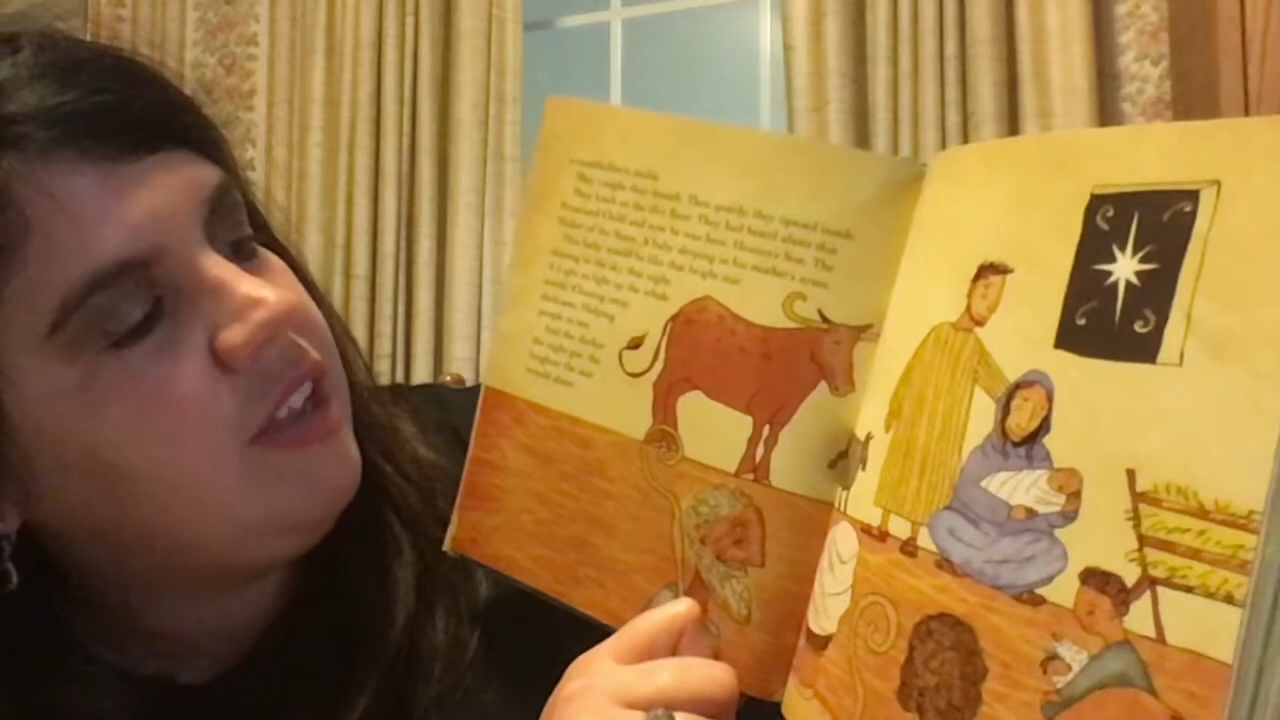 a tumbledown stable.
They caught their breath. Then quietly, they tiptoed inside.
They knelt on the dirt floor. They had heard about this
Promised Child and now he was here. Heaven's Son. The
Maker of the Stars. A baby sleeping in his mother's arms.
This baby would be like that bright star
shining in the sky that night.
A Light to light up the whole
world. Chasing away
darkness. Helping
people to see.
And the darker
the night got, the
brighter the star
would shine.